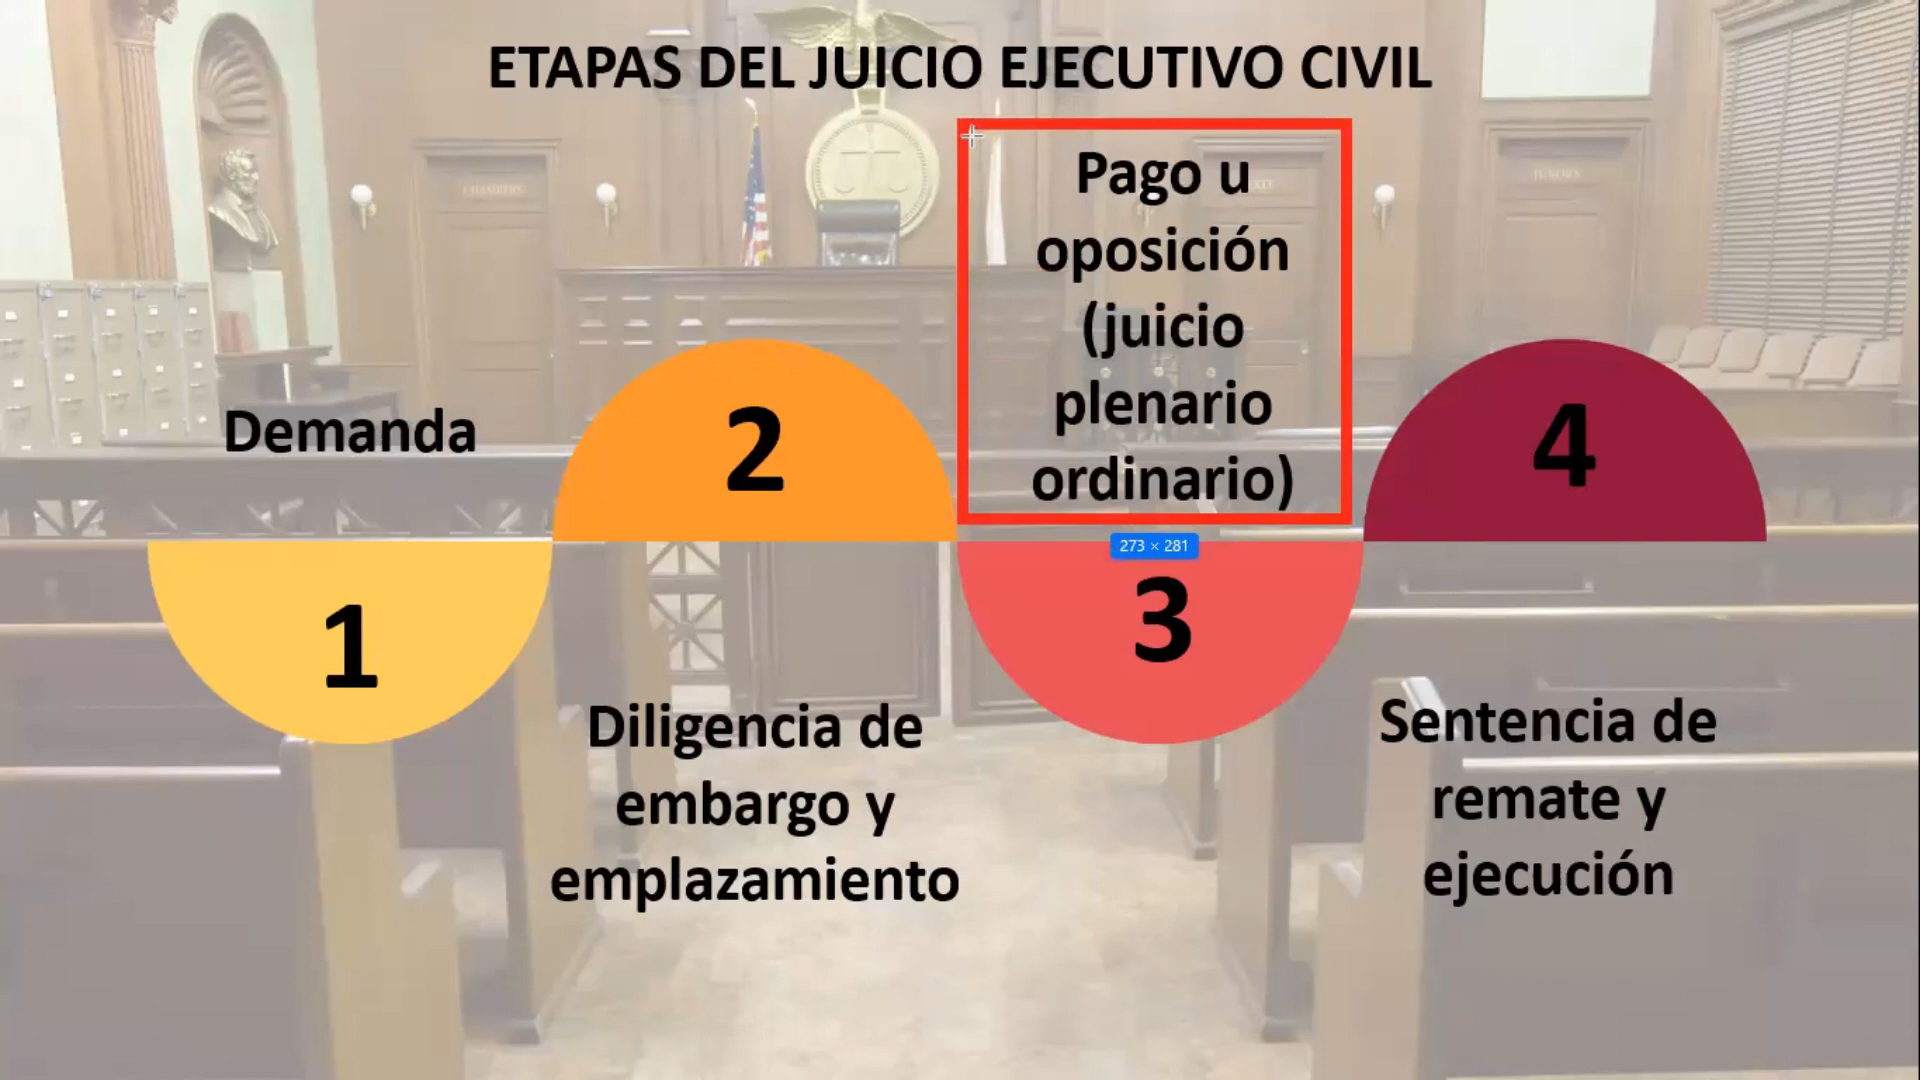 ETAPAS DEL JUICIO EJECUTIVO CIVIL
CHAMBERS
Pago u
oposición
(juicio
plenario
ordinario)
Demanda
2
4
273 × 281
1
3
Diligencia de
embargo y
emplazamiento
Sentencia de
remate y
ejecución